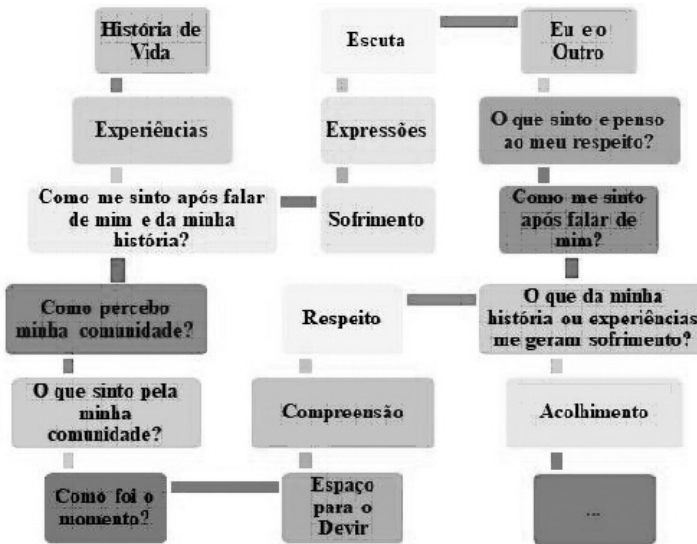 História de
Vida
Experiências
Como me sinto após falar
de mim e da minha
história?
Como percebo
minha comunidade?
O que sinto pela
minha
comunidade?
Como foi o
momento?
Escuta
Expressões
Sofrimento
Respeito
Compreensão
Espaço
para o
Devir
Eu e o
Outro
O que sinto e penso
ao meu respeito?
Como me sinto
após falar de
mim?
O que da minha
história ou experiências
me geram sofrimento?
Acolhimento
...